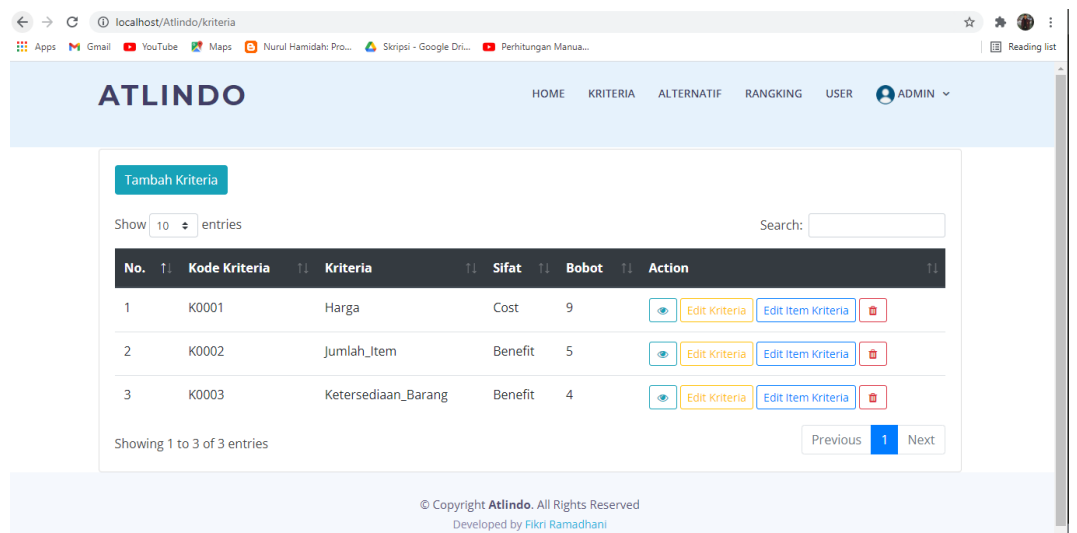 localhost/Atlindo/kriteria
Apps Gmail YouTube Maps Nurul Hamidah: Pro... Skripsi - Google Dri... Perhitungan Manua... Reading list
ATLINDO HOME KRITERIA ALTERNATIF RANGKING USER ADMIN
Tambah Kriteria
Show 10 entries Search:
No. Kode Kriteria Kriteria Sifat Bobot Action
1 K0001 Harga Cost 9 Edit Kriteria Edit Item Kriteria
2 K0002 Jumlah_Item Benefit 5 Edit Kriteria Edit Item Kriteria
3 K0003 Ketersediaan_Barang Benefit 4 Edit Kriteria Edit Item Kriteria
Showing 1 to 3 of 3 entries Previous 1 Next
© Copyright Atlindo. All Rights Reserved
Developed by Fikri Ramadhani